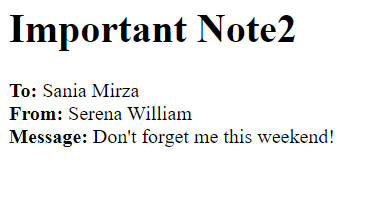 Important Note2
To: Sania Mirza
From: Serena William
Message: Don't forget me this weekend!